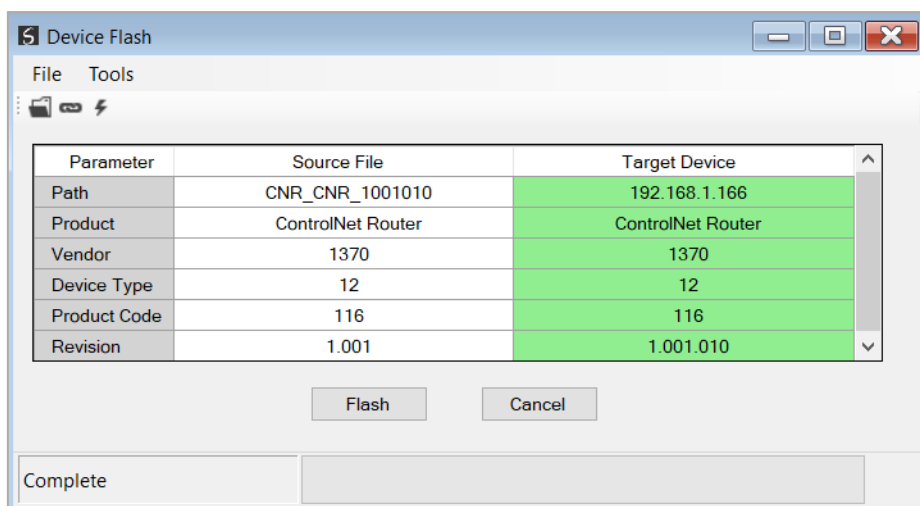 Device Flash
File Tools
Parameter Source File Target Device
Path CNR_CNR_1001010 192.168.1.166
Product ControlNet Router ControlNet Router
Vendor 1370 1370
Device Type 12 12
Product Code 116 116
Revision 1.001 1.001.010
Flash Cancel
Complete